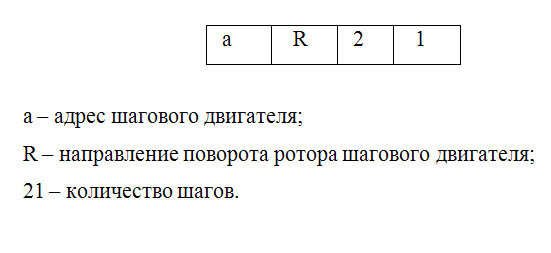 a R 2 1
a – адрес шагового двигателя;
R – направление поворота ротора шагового двигателя;
21 – количество шагов.